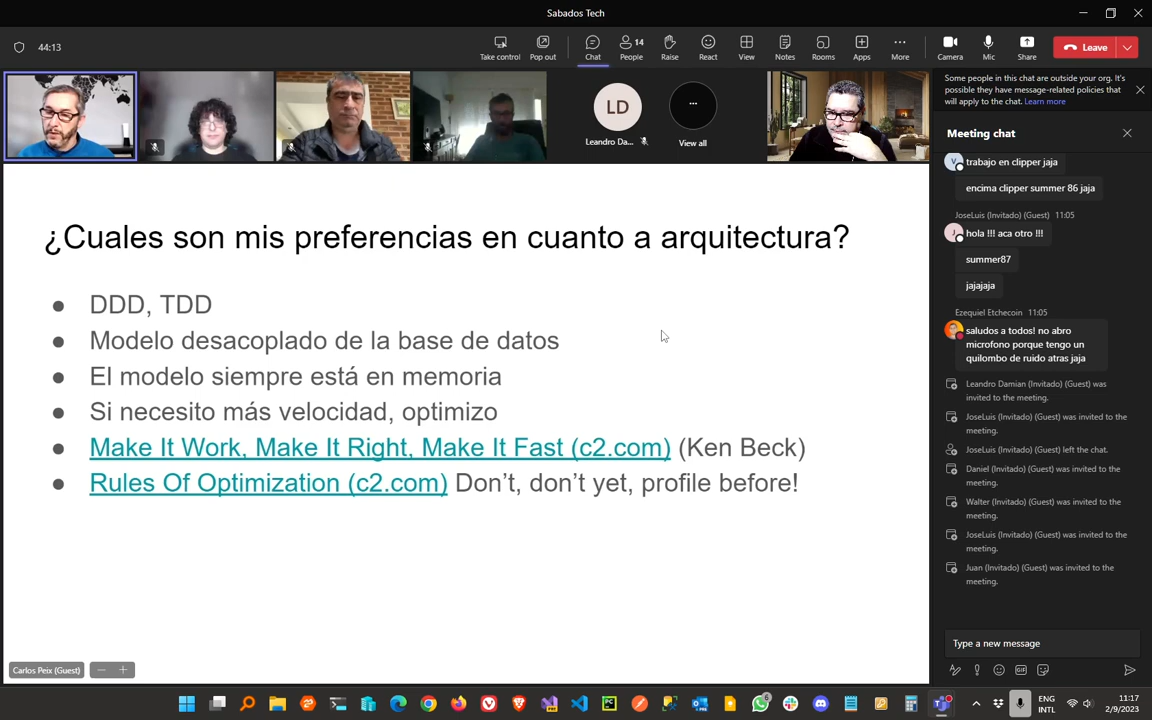 Sabados Tech
44:13
Take control
Pop out
Chat
14
People
Raise
React
View
Notes
Rooms
Apps
More
Camera
Mic
Share
Leave
LD
Leandro Da...
View all
Some people in this chat are outside your org. It's
possible they have message-related policies that
will apply to the chat. Learn more
Meeting chat
V
trabajo en clipper jaja
encima clipper summer 86 jaja
JoseLuis (Invitado) (Guest) 11:05
J
hola !!! aca otro !!!
summer87
jajajaja
Ezequiel Etchecoin 11:05
saludos a todos! no abro
microfono porque tengo un
quilombo de ruido atras jaja
Leandro Damian (Invitado) (Guest) was
invited to the meeting.
JoseLuis (Invitado) (Guest) was invited to the
meeting.
JoseLuis (Invitado) (Guest) left the chat.
Daniel (Invitado) (Guest) was invited to the
meeting.
Walter (Invitado) (Guest) was invited to the
meeting.
JoseLuis (Invitado) (Guest) was invited to the
meeting.
Juan (Invitado) (Guest) was invited to the
meeting.
Type a new message
GIF
¿Cuales son mis preferencias en cuanto a arquitectura?
● DDD, TDD
● Modelo desacoplado de la base de datos
● El modelo siempre está en memoria
● Si necesito más velocidad, optimizo
● Make It Work, Make It Right, Make It Fast (c2.com) (Ken Beck)
● Rules Of Optimization (c2.com) Don't, don't yet, profile before!
Carlos Peix (Guest)
ENG
INTL
11:17
2/9/2023